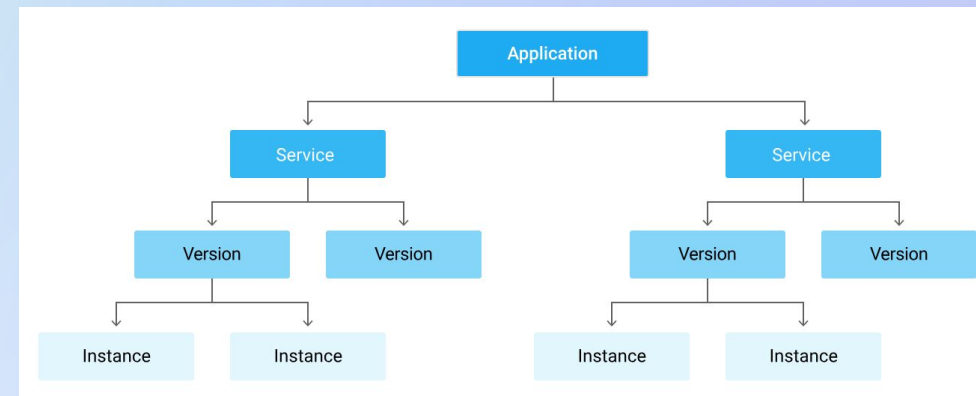 Application
Service
Service
Version
Version
Version
Version
Instance
Instance
Instance
Instance